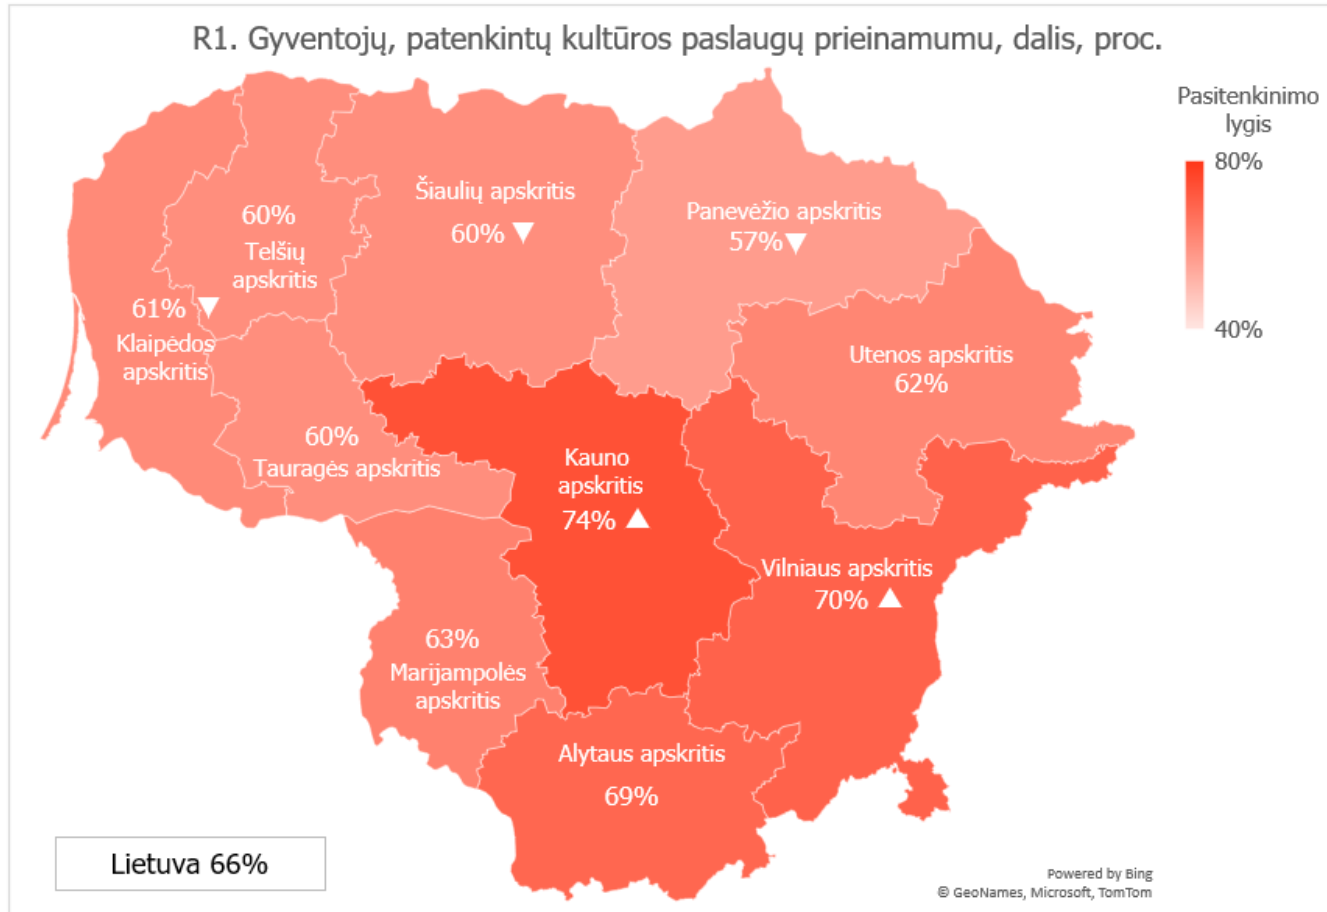 R1. Gyventojų, patenkintų kultūros paslaugų prieinamumu, dalis, proc.
Pasitenkinimo
lygis
80%
40%
Šiaulių apskritis
60%
Panevėžio apskritis
57%
60%
Telšių
apskritis
61%
Klaipėdos
apskritis
Utenos apskritis
62%
60%
Tauragės apskritis
Kauno
apskritis
74%
Vilniaus apskritis
70%
63%
Marijampolės
apskritis
Alytaus apskritis
69%
Lietuva 66%
Powered by Bing
© GeoNames, Microsoft, TomTom